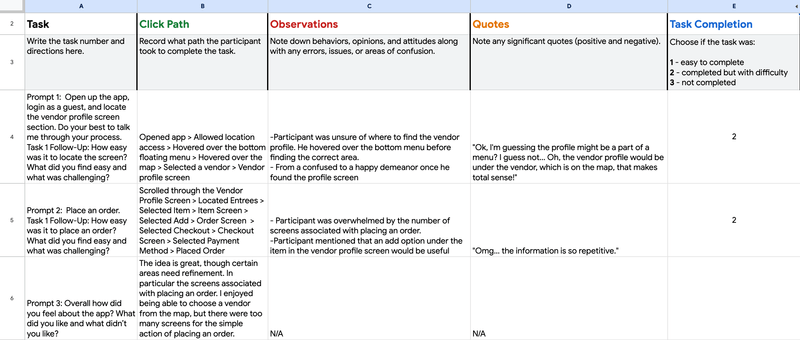 A B C D E
2 Task Click Path Observations Quotes Task Completion
3
Write the task number and
directions here.
Record what path the participant
took to complete the task.
Note down behaviors, opinions, and attitudes along
with any errors, issues, or areas of confusion.
Note any significant quotes (positive and negative).
Choose if the task was:
1 - easy to complete
2 - completed but with difficulty
3 - not completed
4
Prompt 1: Open up the app,
login as a guest, and locate
the vendor profile screen
section. Do your best to talk
me through your process.
Task 1 Follow-Up: How easy
was it to locate the screen?
What did you find easy and
what was challenging?
Opened app > Allowed location
access > Hovered over the bottom
floating menu > Hovered over the
map > Selected a vendor > Vendor
profile screen
-Participant was unsure of where to find the vendor
profile. He hovered over the bottom menu before
finding the correct area.
- From a confused to a happy demeanor once he
found the profile screen
"Ok, I'm guessing the profile might be a part of a
menu? I guess not... Oh, the vendor profile would be
under the vendor, which is on the map, that makes
total sense!"
2
5
Prompt 2: Place an order.
Task 1 Follow-Up: How easy
was it to place an order?
What did you find easy and
what was challenging?
Scrolled through the Vendor
Profile Screen > Located Entrees >
Selected Item > Item Screen >
Selected Add > Order Screen >
Selected Checkout > Checkout
Screen > Selected Payment
Method > Placed Order
- Participant was overwhelmed by the number of
screens associated with placing an order.
-Participant mentioned that an add option under the
item in the vendor profile screen would be useful
"Omg... the information is so repetitive."
2
6
Prompt 3: Overall how did
you feel about the app? What
did you like and what didn't
you like?
The idea is great, though certain
areas need refinement. In
particular the screens associated
with placing an order. I enjoyed
being able to choose a vendor
from the map, but there were too
many screens for the simple
action of placing an order.
N/A
N/A